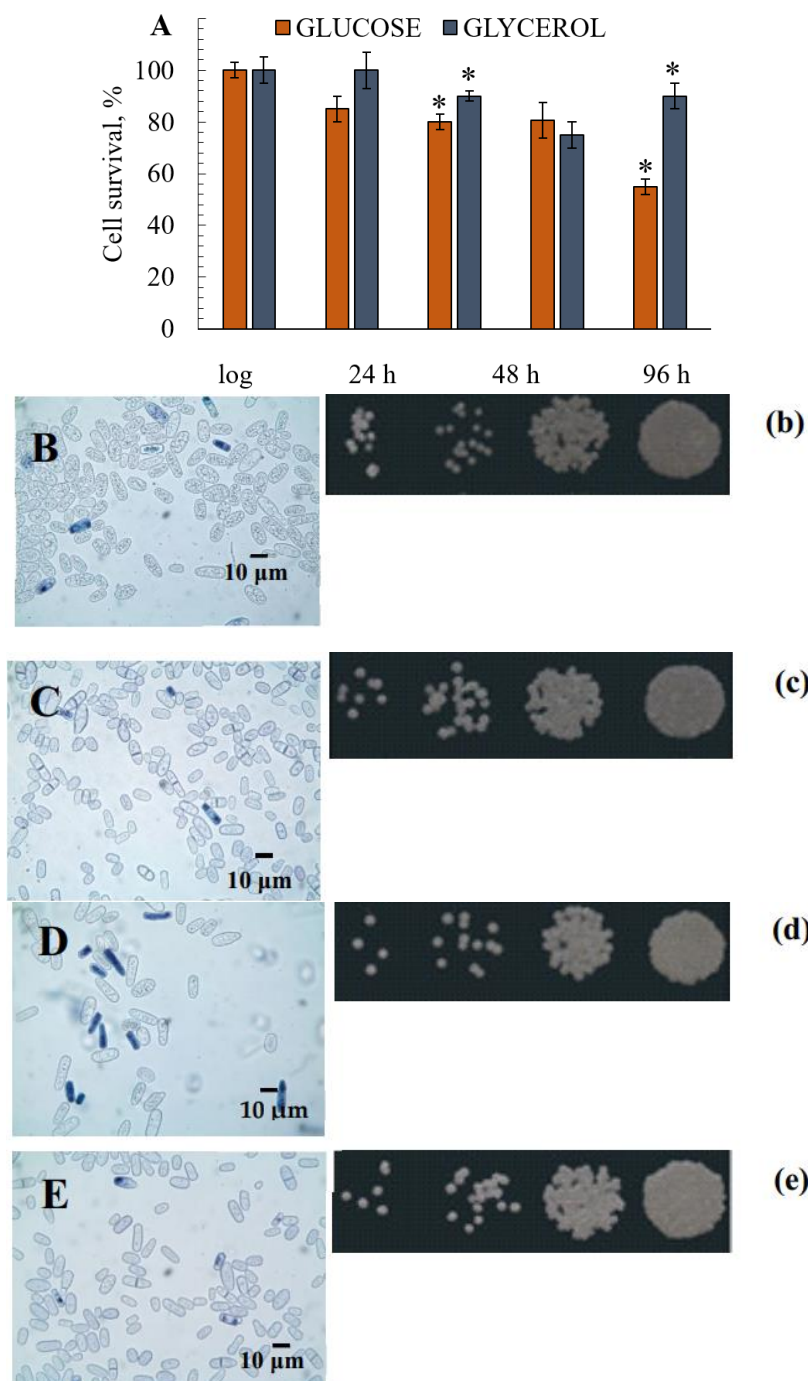 A GLUCOSE GLYCEROL
Cell survival, %
100
80
60
40
20
0
* * * *
log 24 h 48 h 96 h
B
10 µm
(b)
C
10 µm
(c)
D
10 µm
(d)
E
10 µm
(e)